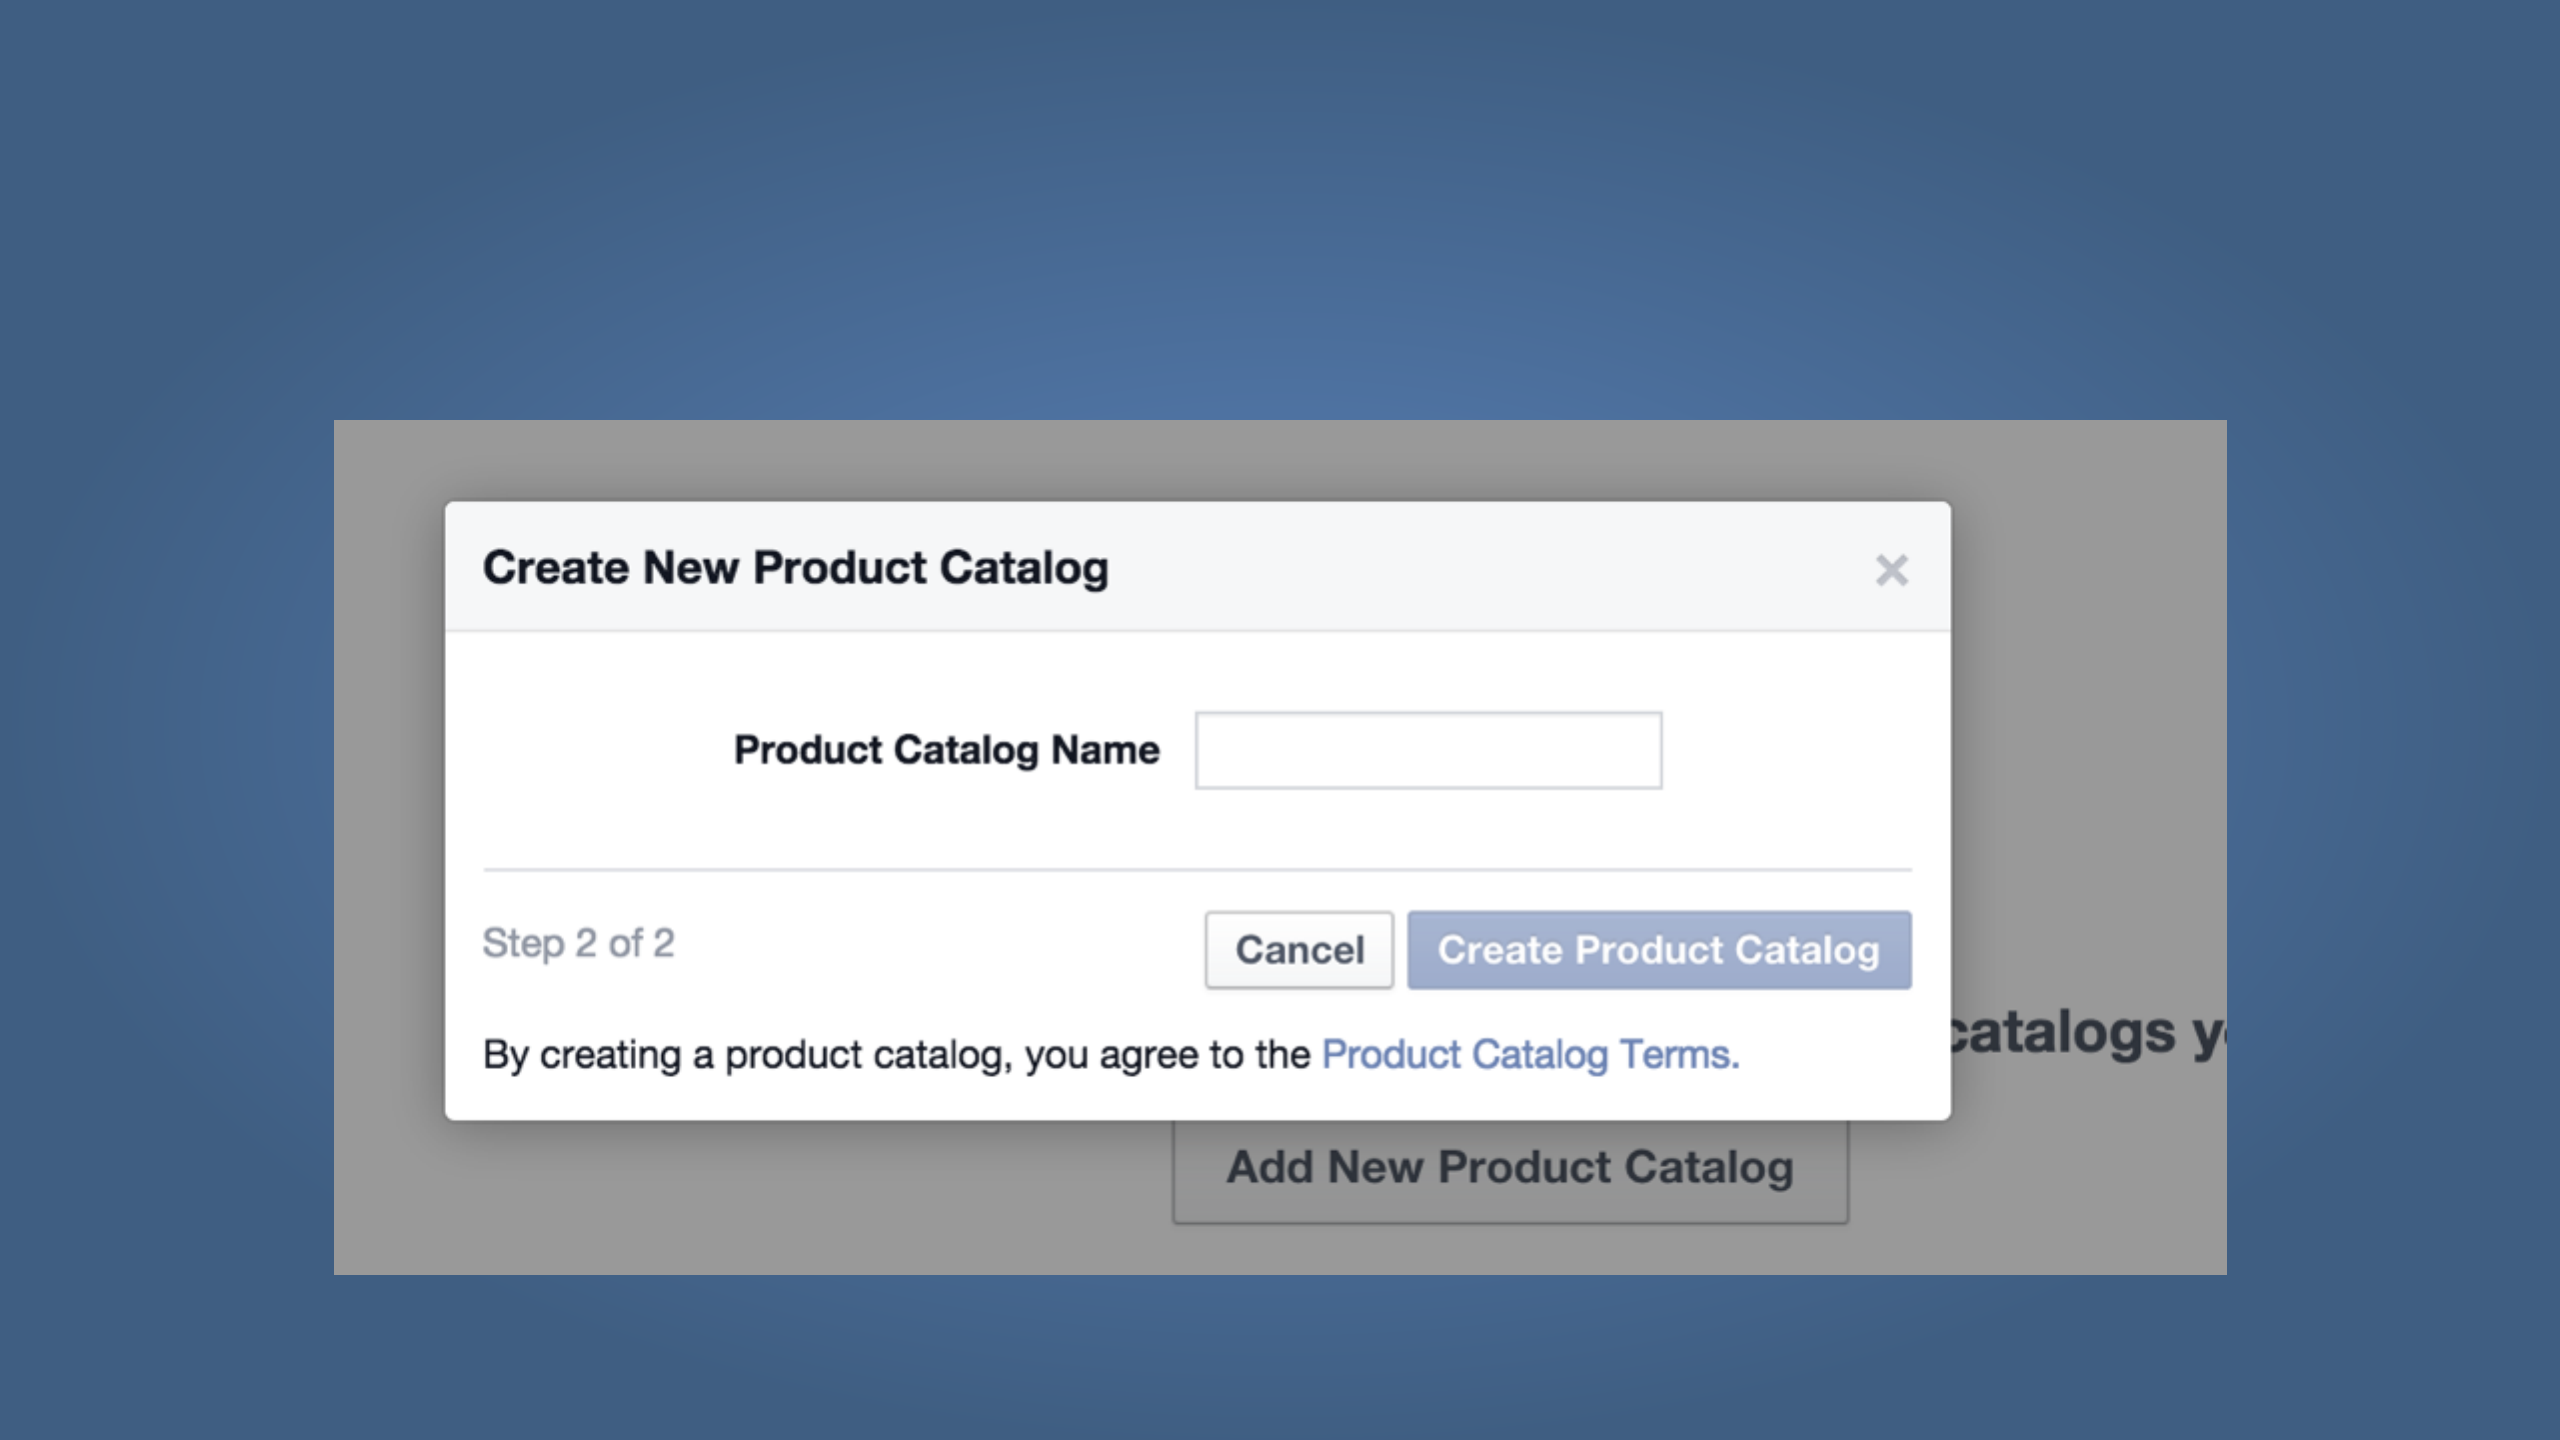 Create New Product Catalog
Product Catalog Name
Step 2 of 2
Cancel
Create Product Catalog
catalogs
By creating a product catalog, you agree to the Product Catalog Terms.
Add New Product Catalog